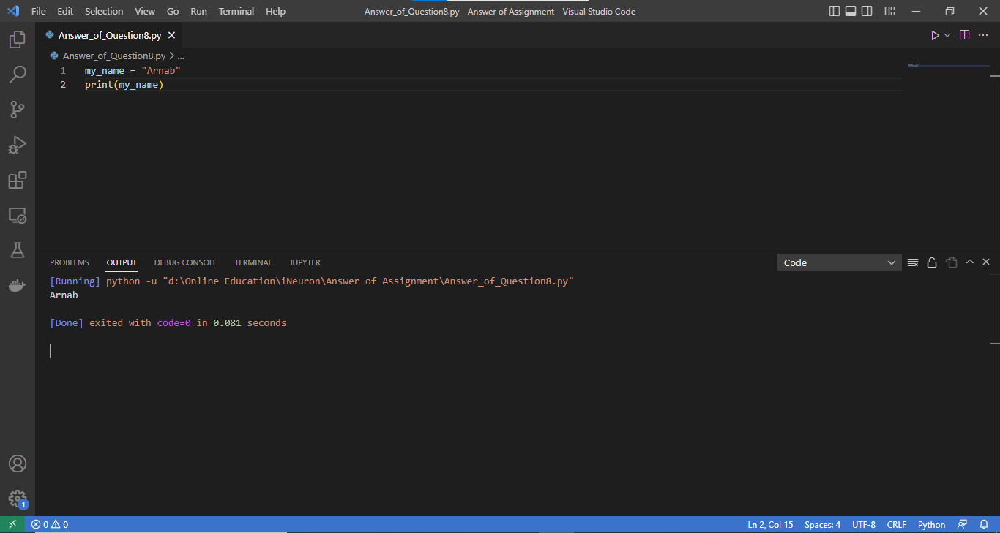 File Edit Selection View Go Run Terminal Help Answer_of_Question8.py - Answer of Assignment - Visual Studio Code
Answer_of_Question8.py
Answer_of_Question8.py > ...
1 my_name = "Arnab"
2 print(my_name)
PROBLEMS OUTPUT DEBUG CONSOLE TERMINAL JUPYTER Code
[Running] python -u "d:\Online Education\iNeuron\Answer of Assignment\Answer_of_Question8.py"
Arnab
[Done] exited with code=0 in 0.081 seconds
1
0 0 Ln 2, Col 15 Spaces: 4 UTF-8 CRLF Python